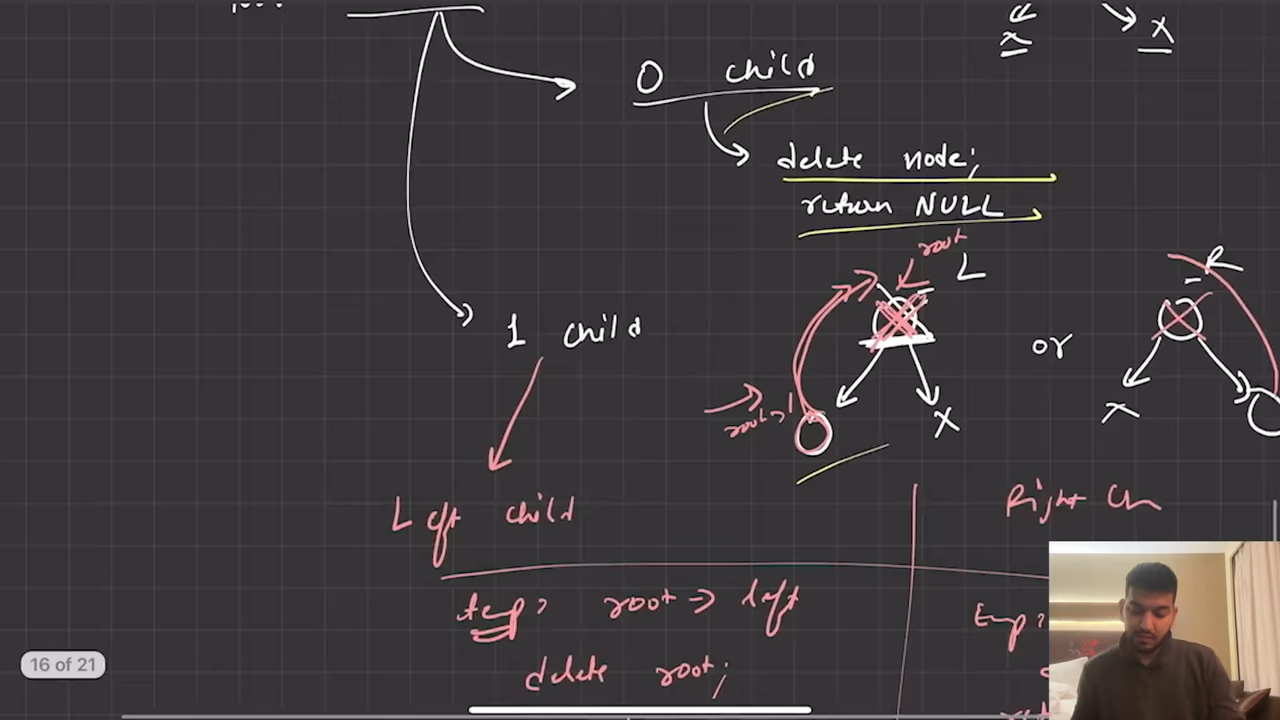 x x
0 child
delete node;
return NULL
root
L R
1 child
or
root->l
x x
Left child
Right Ch
temp = root -> left
delete root;
16 of 21